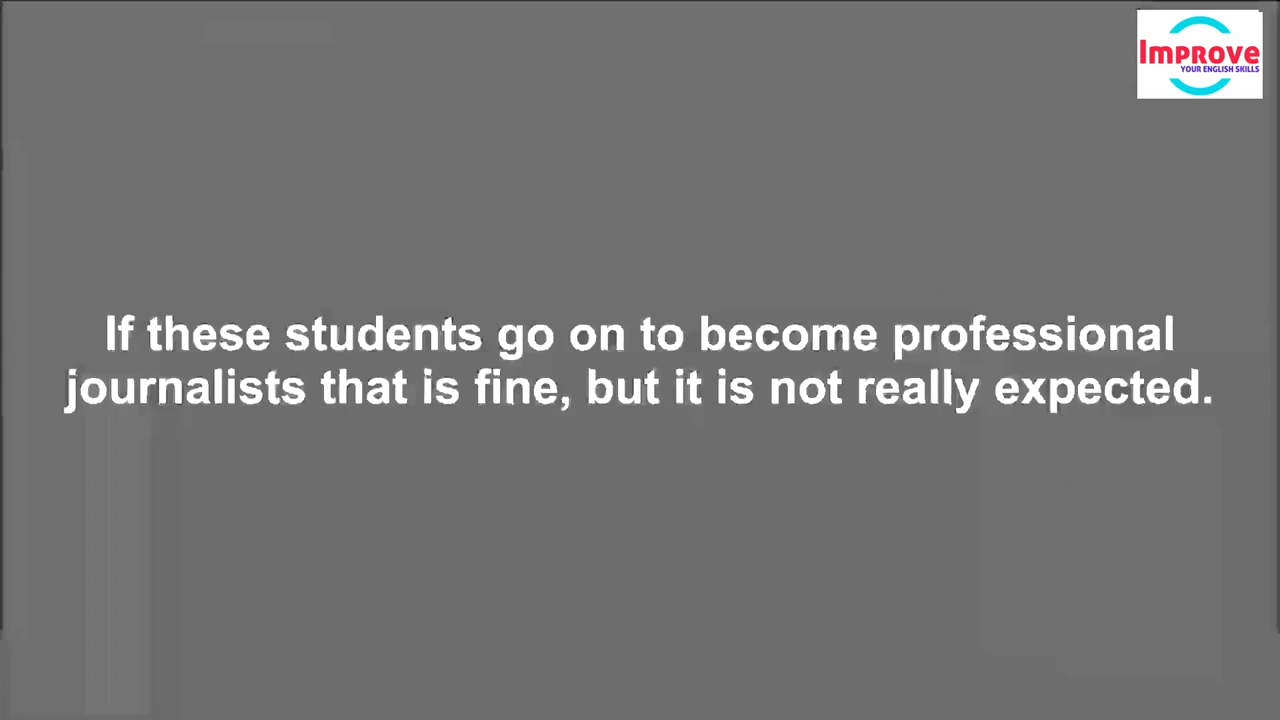 Improve
YOUR ENGLISH SKILLS
If these students go on to become professional
journalists that is fine, but it is not really expected.